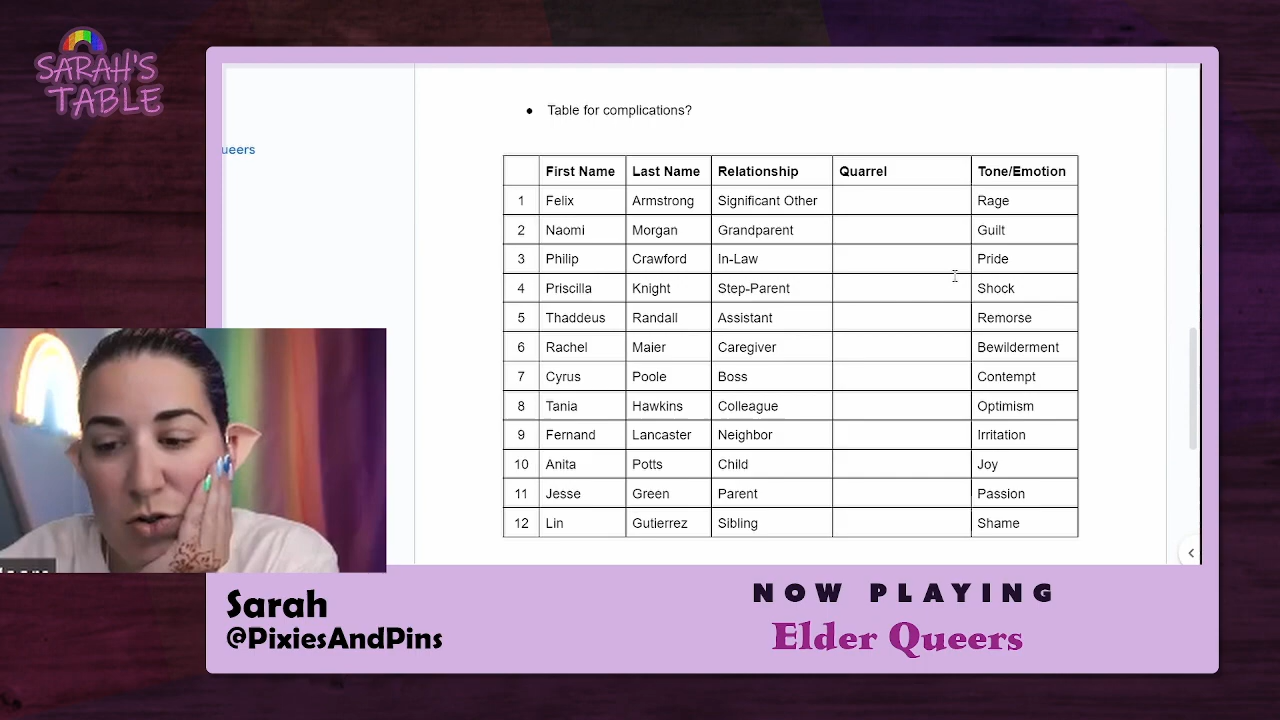 SARAH'S
TABLE
ueers
• Table for complications?
First Name Last Name Relationship Quarrel Tone/Emotion
1 Felix Armstrong Significant Other Rage
2 Naomi Morgan Grandparent Guilt
3 Philip Crawford In-Law Pride
4 Priscilla Knight Step-Parent Shock
5 Thaddeus Randall Assistant Remorse
6 Rachel Maier Caregiver Bewilderment
7 Cyrus Poole Boss Contempt
8 Tania Hawkins Colleague Optimism
9 Fernand Lancaster Neighbor Irritation
10 Anita Potts Child Joy
11 Jesse Green Parent Passion
12 Lin Gutierrez Sibling Shame
Sarah
@PixiesAndPins
NOW PLAYING
Elder Queers